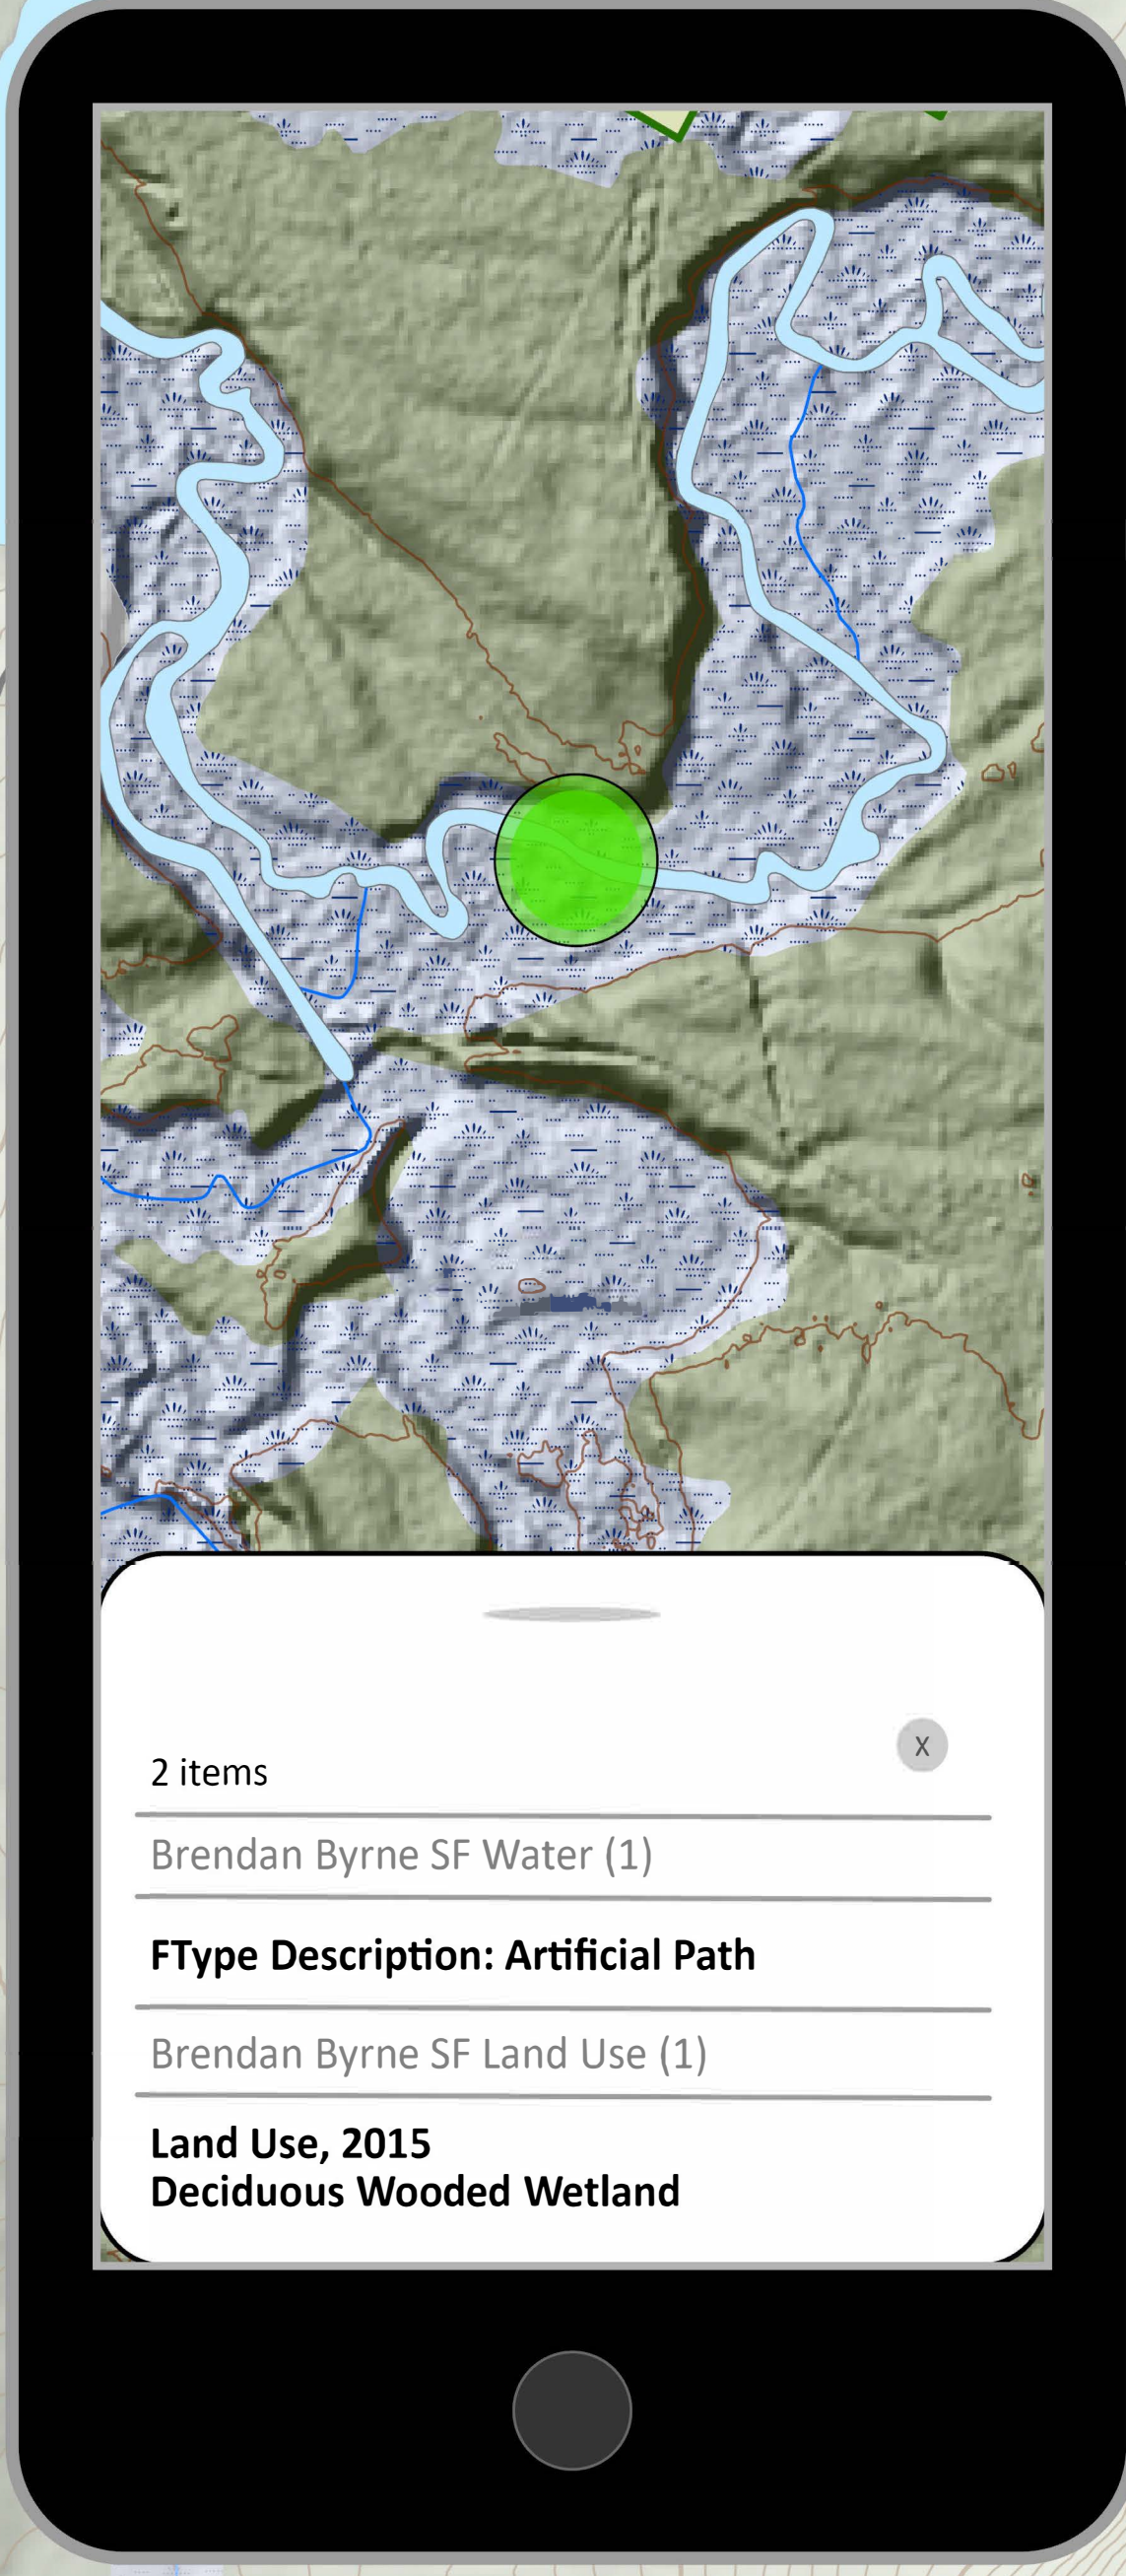 X
2 items
Brendan Byrne SF Water (1)
FType Description: Artificial Path
Brendan Byrne SF Land Use (1)
Land Use, 2015
Deciduous Wooded Wetland